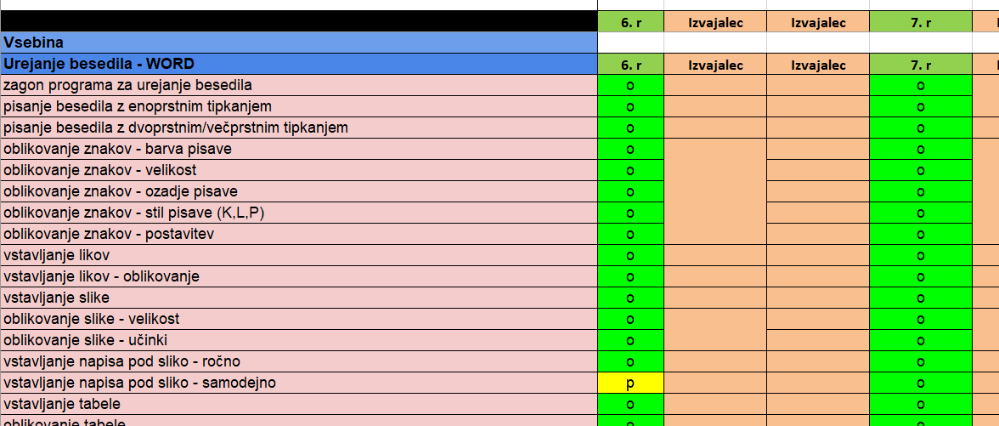 6. r Izvajalec Izvajalec 7. r
Vsebina
Urejanje besedila - WORD 6. r Izvajalec Izvajalec 7. r
zagon programa za urejanje besedila o o
pisanje besedila z enoprstnim tipkanjem o o
pisanje besedila z dvoprstnim/večprstnim tipkanjem o o
oblikovanje znakov - barva pisave o o
oblikovanje znakov - velikost o o
oblikovanje znakov - ozadje pisave o o
oblikovanje znakov - stil pisave (K,L,P) o o
oblikovanje znakov - postavitev o o
vstavljanje likov o o
vstavljanje likov - oblikovanje o o
vstavljanje slike o o
oblikovanje slike - velikost o o
oblikovanje slike - učinki o o
vstavljanje napisa pod sliko - ročno o o
vstavljanje napisa pod sliko - samodejno p o
vstavljanje tabele o o
oblikovanje tabele o o